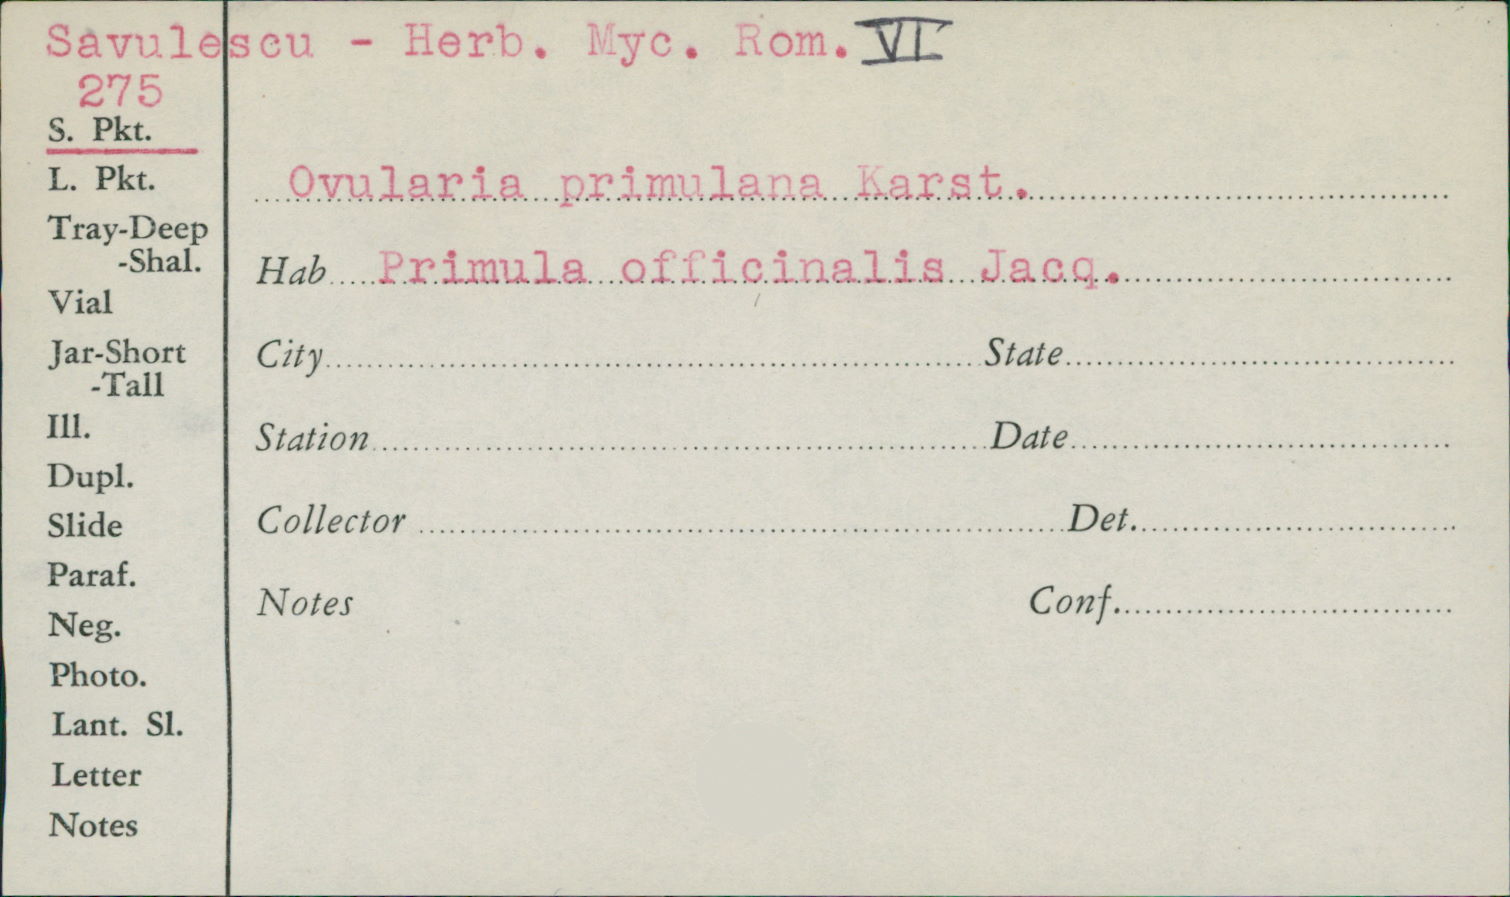 Savulescu - Herb. Myc. Rom. VI
275
S. Pkt.
L. Pkt.
Ovularia primulana Karst.
Tray-Deep
-Shal.
Hab Primula officinalis Jacq.
Vial
Jar-Short
-Tall
City State
Ill.
Station Date
Dupl.
Slide
Collector Det.
Paraf.
Neg.
Notes Conf.
Photo.
Lant. Sl.
Letter
Notes